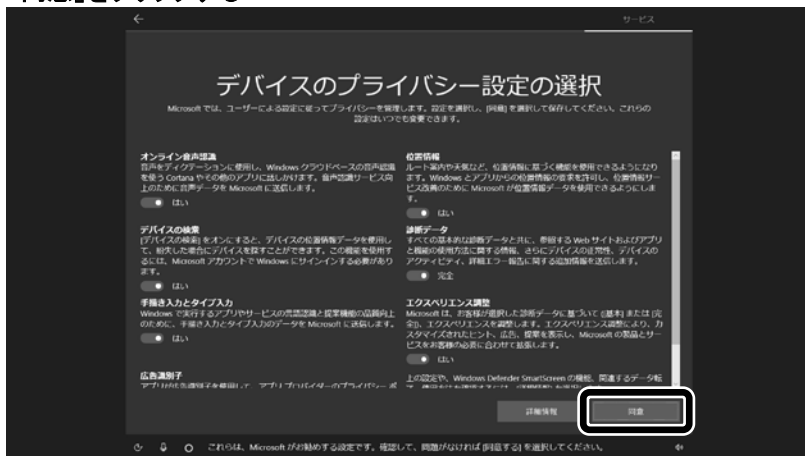 サービス
デバイスのプライバシー設定の選択
Microsoft では、ユーザーによる設定に従ってプライバシーを管理します。設定を選択し、[同意] を選択して保存してください。これらの
設定はいつでも変更できます。
オンライン音声認識
音声をディクテーションに使用し、Windows クラウドベースの音声認識
を使う Cortana やその他のアプリに話しかけます。音声認識サービス向
上のために音声データを Microsoft に送信します。
はい
デバイスの検索
[デバイスの検索] をオンにすると、デバイスの位置情報データを使用し
て、紛失した場合にデバイスを探すことができます。この機能を使用す
るには、Microsoft アカウントで Windows にサインインする必要があり
ます。
はい
手書き入力とタイプ入力
Windows で実行するアプリやサービスの言語認識と提案機能の品質向上
のために、手書き入力とタイプ入力のデータを Microsoft に送信します。
はい
広告識別子
位置情報
ルート案内や天気など、位置情報に基づく機能を使用できるようになり
ます。Windows とアプリからの位置情報の要求を許可し、位置情報サー
ビス改善のために Microsoft が位置情報データを使用できるようにしま
す。
はい
診断データ
すべての基本的な診断データと共に、参照する Web サイトおよびアプリ
と機能の使用方法に関する情報、さらにデバイスの正常性、デバイスの
アクティビティ、詳細エラー報告に関する追加情報を送信します。
完全
エクスペリエンス調整
Microsoft は、お客様が選択した診断データに基づいて ([基本] または [完
全])、エクスペリエンスを調整します。エクスペリエンス調整により、カ
スタマイズされたヒント、広告、提案を表示し、Microsoft の製品とサー
ビスをお客様の必要に合わせて拡張します。
はい
上の設定や、Windows Defender SmartScreen の機能、関連するデータ転
詳細情報
同意
これらは、Microsoft がお勧めする設定です。確認して、問題がなければ [同意する] を選択してください。